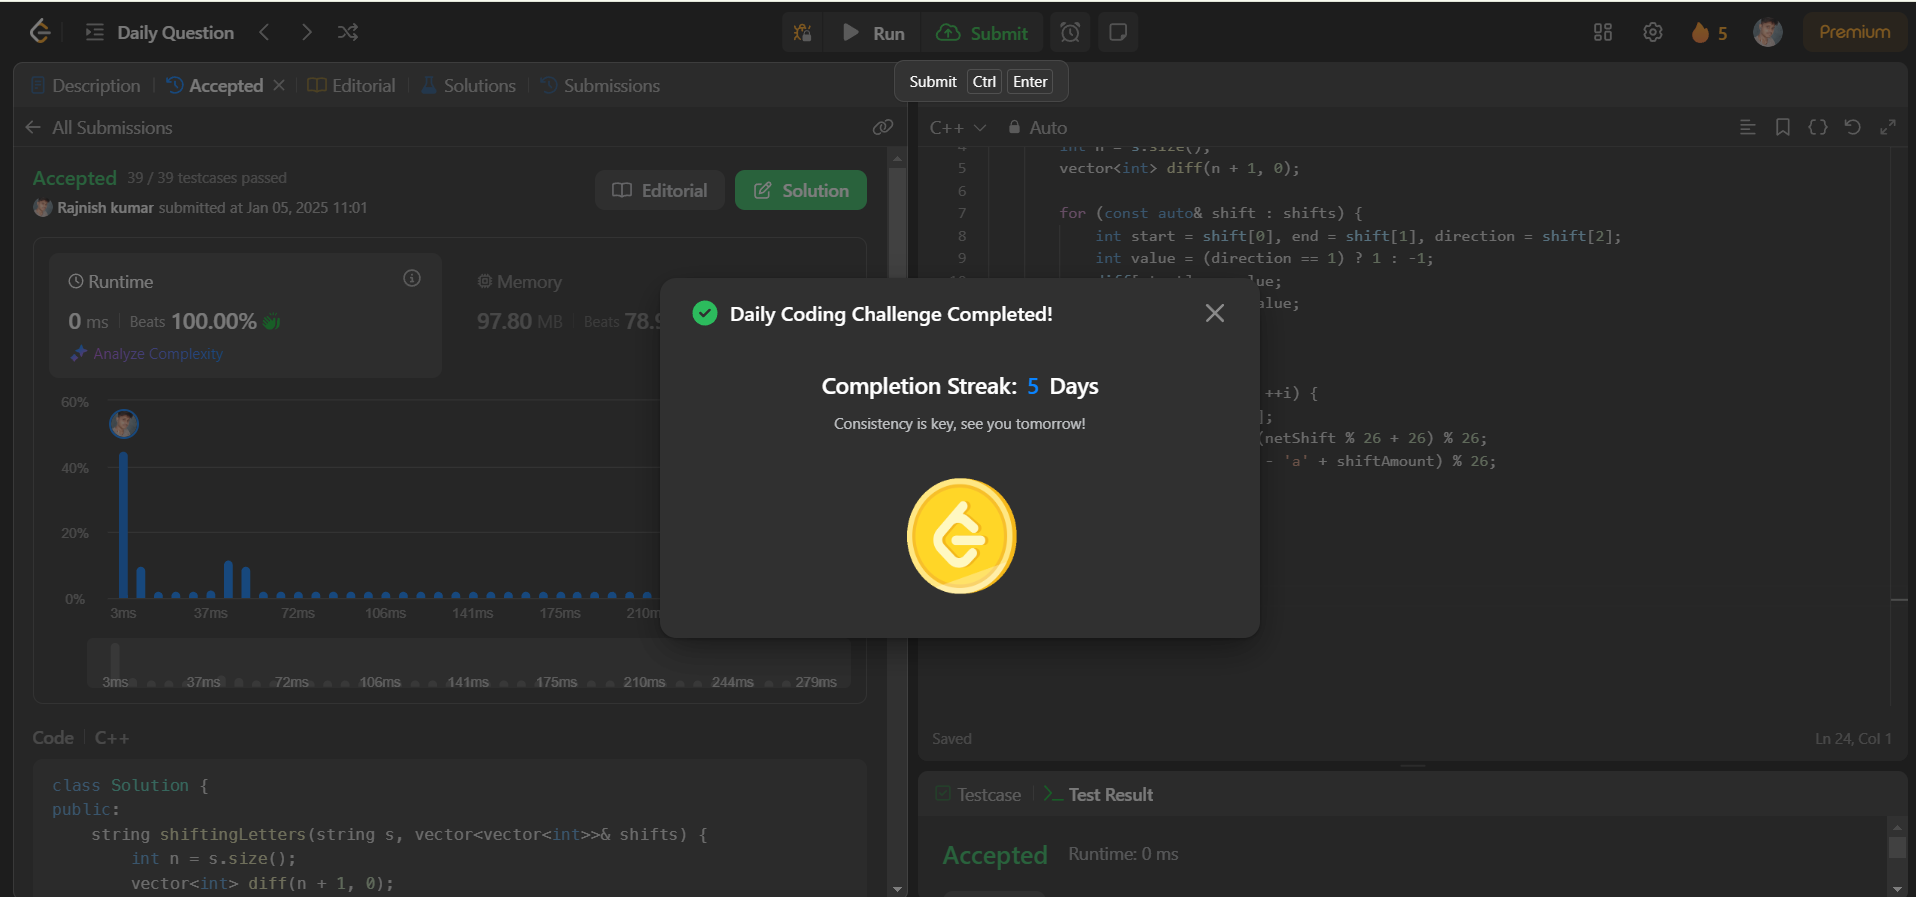 Daily Question
Run
Submit
5
Premium
Submit Ctrl Enter
Description
Accepted
Editorial
Solutions
Submissions
All Submissions
Accepted 39 / 39 testcases passed
Rajnish kumar submitted at Jan 05, 2025 11:01
Editorial
Solution
Runtime
0 ms Beats 100.00%
Analyze Complexity
Memory
97.80 MB Beats 78.9
60%
40%
20%
0%
3ms 37ms 72ms 106ms 141ms 175ms 210m
3ms 37ms 72ms 106ms 141ms 175ms 210ms 244ms 279ms
Code C++
class Solution {
public:
    string shiftingLetters(string s, vector<vector<int>>& shifts) {
        int n = s.size();
        vector<int> diff(n + 1, 0);
Daily Coding Challenge Completed!
Completion Streak: 5 Days
Consistency is key, see you tomorrow!
C++ Auto
4 int n = s.size();
5 vector<int> diff(n + 1, 0);
6
7 for (const auto& shift : shifts) {
8     int start = shift[0], end = shift[1], direction = shift[2];
9     int value = (direction == 1) ? 1 : -1;
lue;
alue;
++i) {
];
(netShift % 26 + 26) % 26;
- 'a' + shiftAmount) % 26;
Saved
Ln 24, Col 1
Testcase
Test Result
Accepted Runtime: 0 ms